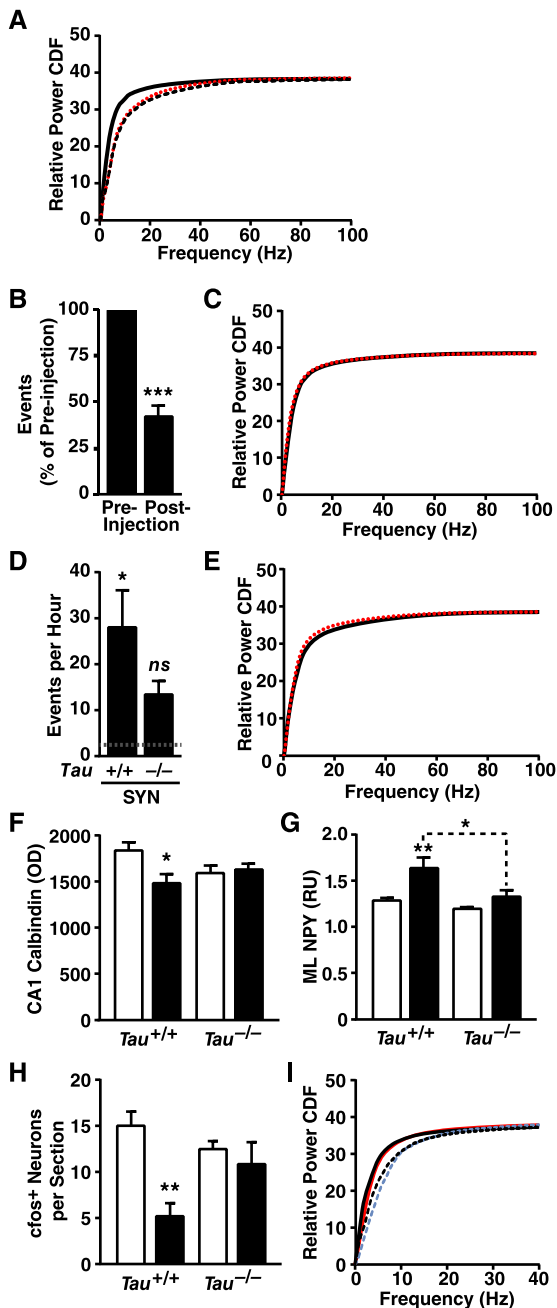 A
Relative Power CDF
50
40
30
20
10
0
0 20 40 60 80 100
Frequency (Hz)
B
Events
(% of Pre-injection)
100
75
50
25
0
***
Pre- Post-
Injection
C
Relative Power CDF
50
40
30
20
10
0
0 20 40 60 80 100
Frequency (Hz)
D
Events per Hour
40
30
20
10
0
*
ns
Tau +/+ –/–
SYN
E
Relative Power CDF
50
40
30
20
10
0
0 20 40 60 80 100
Frequency (Hz)
F
CA1 Calbindin (OD)
2000
1500
1000
500
0
*
Tau+/+ Tau–/–
G
ML NPY (RU)
2.0
1.5
1.0
0.5
0
**
*
Tau+/+ Tau–/–
H
cfos+ Neurons
per Section
20
15
10
5
0
**
Tau+/+ Tau–/–
I
Relative Power CDF
50
40
30
20
10
0
0 10 20 30 40
Frequency (Hz)